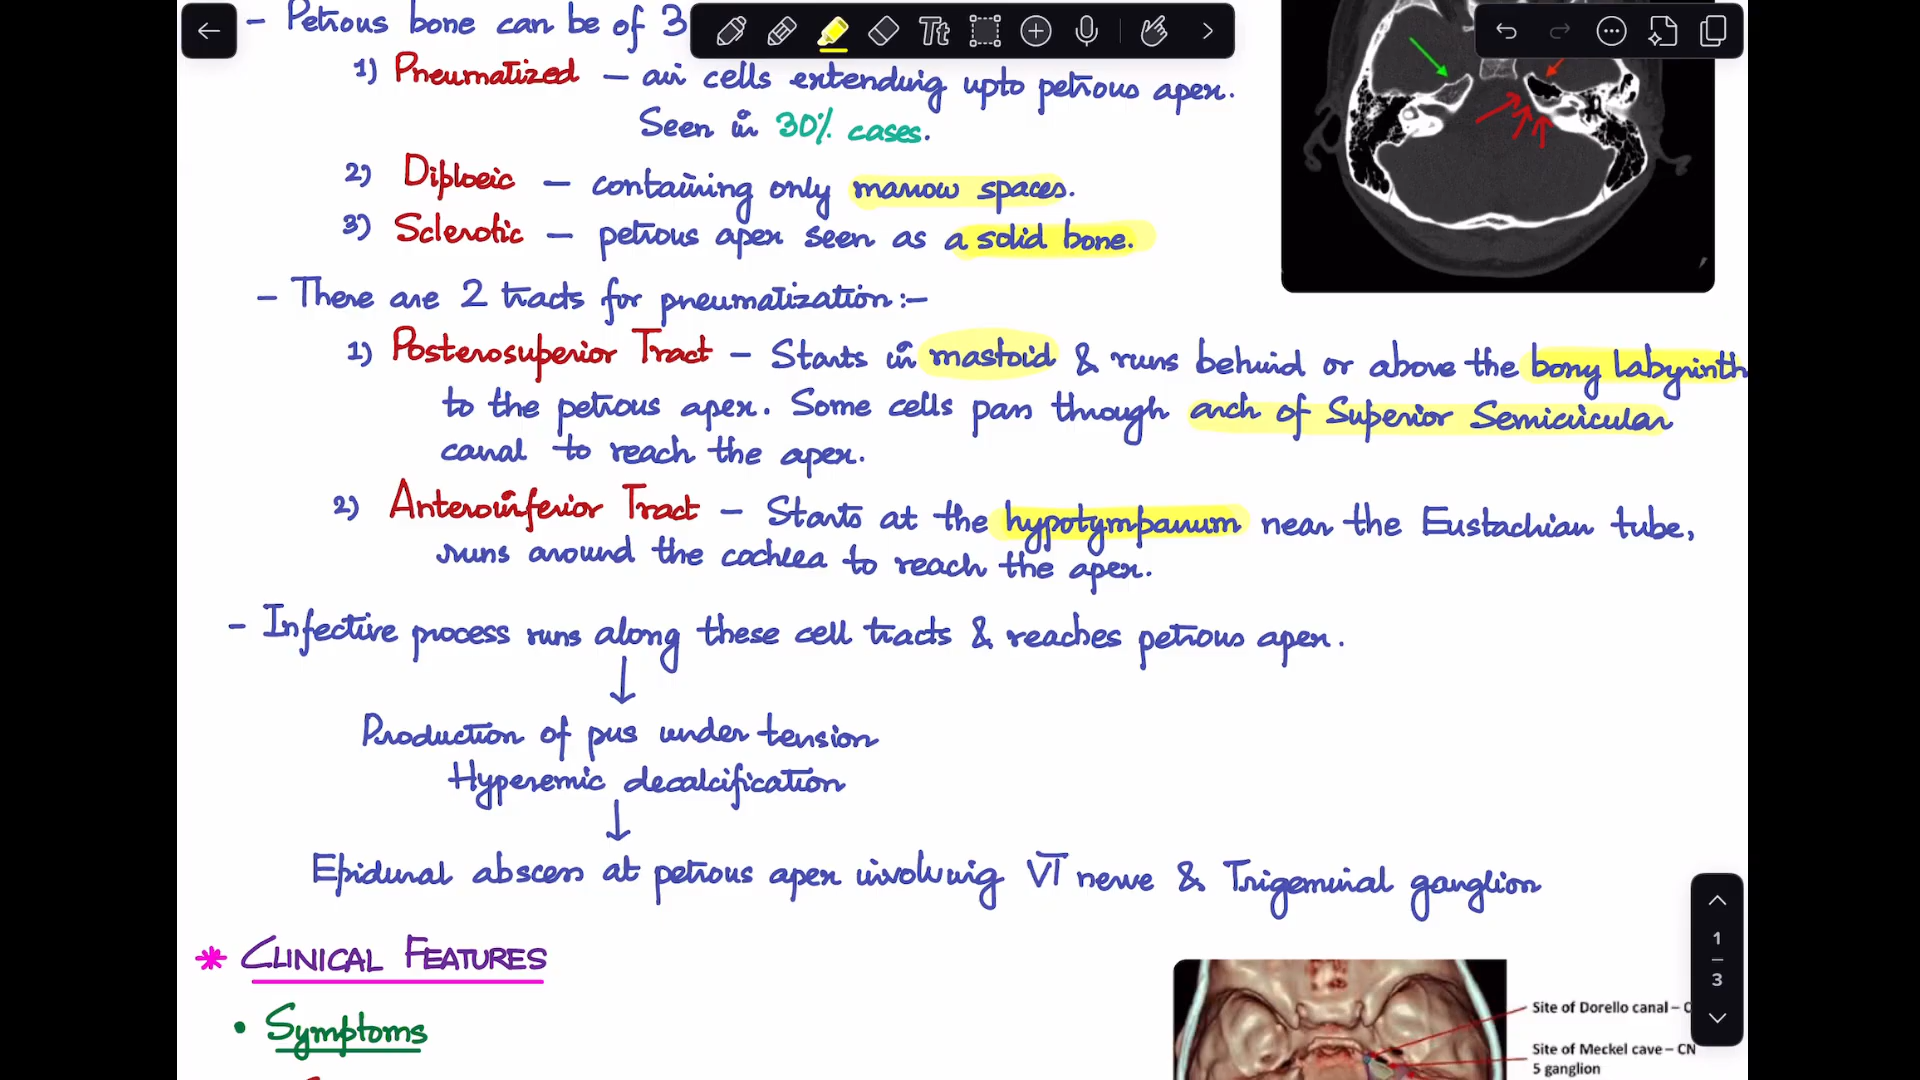 - Petrous bone can be of 3
1) Pneumatized - air cells extending upto petrous apex.
Seen in 30% cases.
2) Diploeic - containing only marrow spaces.
3) Sclerotic - petrous apex seen as a solid bone.
- There are 2 tracts for pneumatization :-
1) Posterosuperior Tract - Starts in mastoid & runs behind or above the bony labyrinth
to the petrous apex. Some cells pass through arch of Superior Semicircular
canal to reach the apex.
2) Anteroinferior Tract - Starts at the hypotympanum near the Eustachian tube,
runs around the cochlea to reach the apex.
- Infective process runs along these cell tracts & reaches petrous apex.
Production of pus under tension
Hyperemic decalcification
Epidural abscess at petrous apex involving VI nerve & Trigeminal ganglion
* CLINICAL FEATURES
• Symptoms
Site of Dorello canal – C
Site of Meckel cave – CN
5 ganglion
Tt
1
3